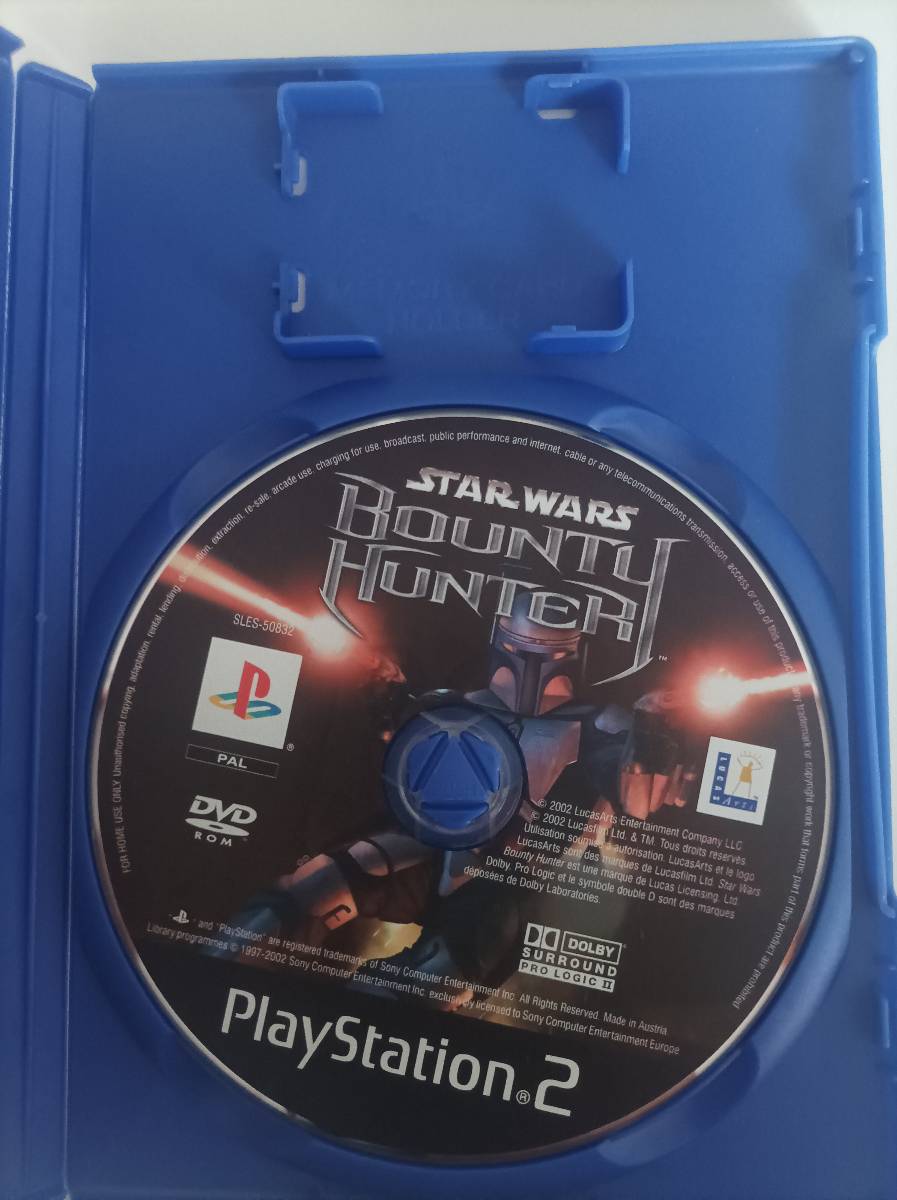 MEMORY CARD
HOLDER
FOR HOME USE ONLY. Unauthorised copying, adaptation, rental, lending, distribution, extraction, re-sale, arcade use, charging for use, broadcast, public performance and internet, cable or any telecommunications transmission, access or use of this product, any trademark or copyright work that forms part of this product are prohibited
STAR WARS
BOUNTY
HUNTER
™
SLES-50832
®
PAL
DVD
ROM
LUCAS
ARTS
© 2002 LucasArts Entertainment Company LLC
© 2002 Lucasfilm Ltd. & TM. Tous droits réservés.
Utilisation soumise à autorisation. LucasArts et le logo
LucasArts sont des marques de Lucasfilm Ltd. Star Wars
Bounty Hunter est une marque de Lucas Licensing. Ltd.
Dolby, Pro Logic et le symbole double D sont des marques
déposées de Dolby Laboratories.
DOLBY
SURROUND
PRO LOGIC II
" and "PlayStation" are registered trademarks of Sony Computer Entertainment Inc. All Rights Reserved. Made in Austria.
Library programmes © 1997-2002 Sony Computer Entertainment Inc. exclusively licensed to Sony Computer Entertainment Europe
PlayStation®2